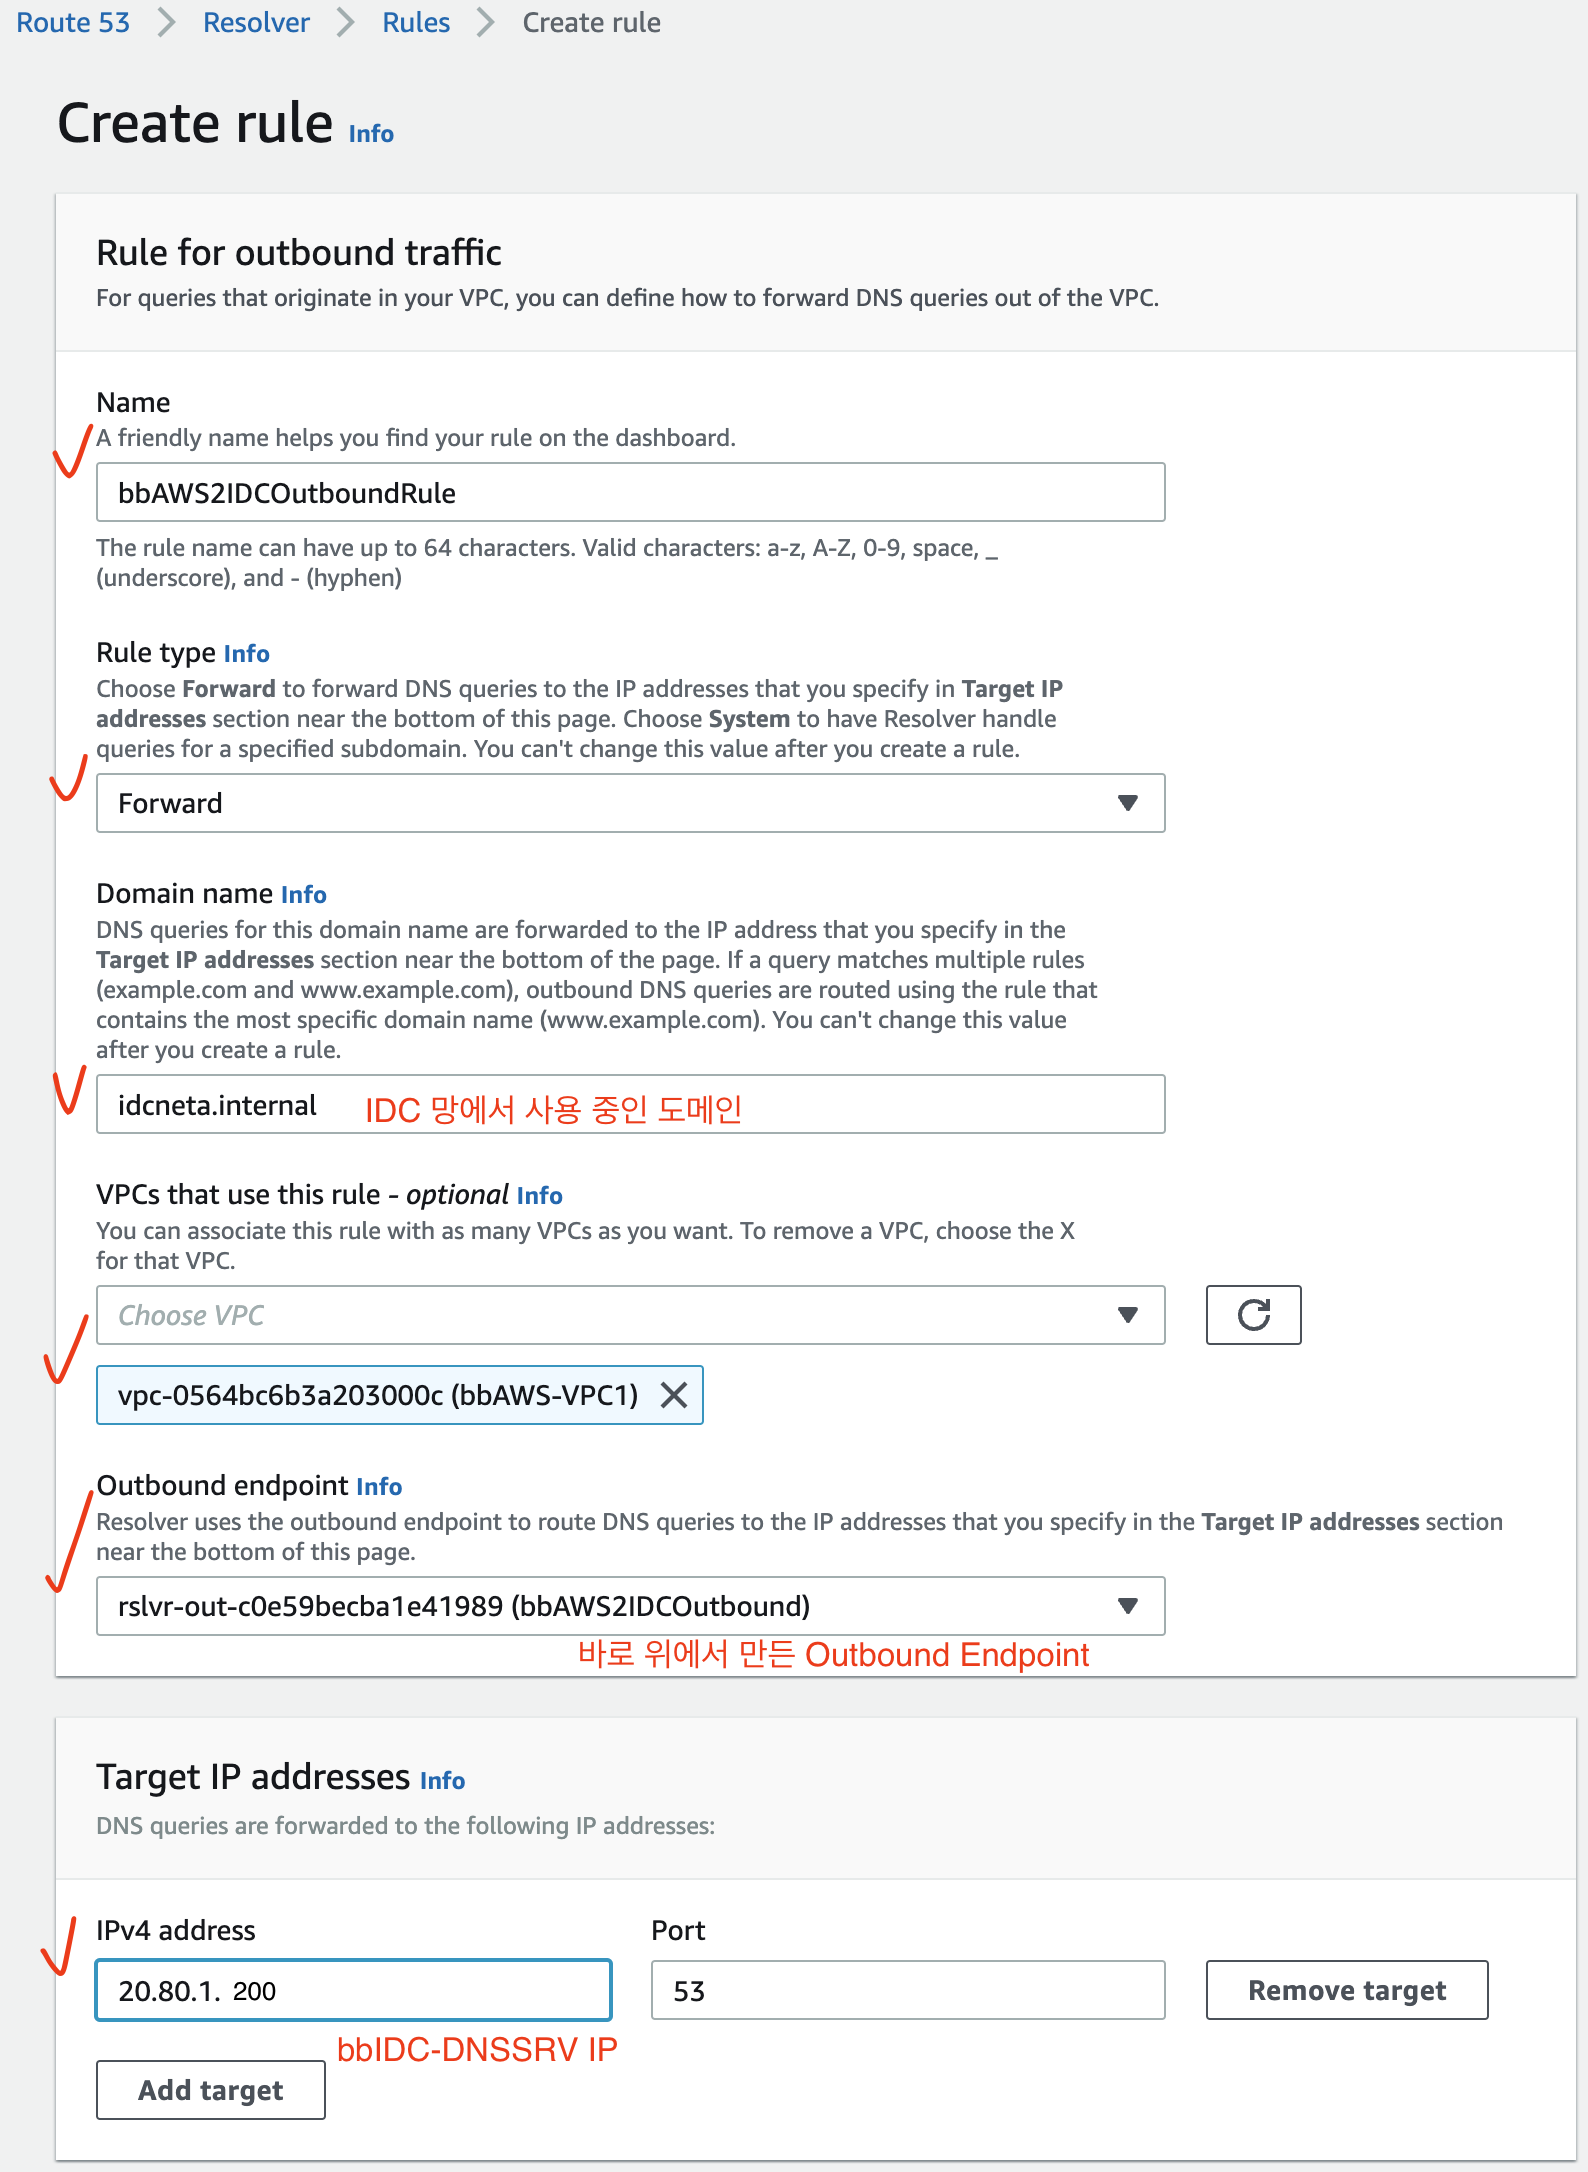 Route 53 > Resolver > Rules > Create rule
Create rule Info
Rule for outbound traffic
For queries that originate in your VPC, you can define how to forward DNS queries out of the VPC.
Name
A friendly name helps you find your rule on the dashboard.
bbAWS2IDCOutboundRule
The rule name can have up to 64 characters. Valid characters: a-z, A-Z, 0-9, space, _
(underscore), and - (hyphen)
Rule type Info
Choose Forward to forward DNS queries to the IP addresses that you specify in Target IP
addresses section near the bottom of this page. Choose System to have Resolver handle
queries for a specified subdomain. You can't change this value after you create a rule.
Forward
Domain name Info
DNS queries for this domain name are forwarded to the IP address that you specify in the
Target IP addresses section near the bottom of the page. If a query matches multiple rules
(example.com and www.example.com), outbound DNS queries are routed using the rule that
contains the most specific domain name (www.example.com). You can't change this value
after you create a rule.
idcneta.internal IDC 망에서 사용 중인 도메인
VPCs that use this rule - optional Info
You can associate this rule with as many VPCs as you want. To remove a VPC, choose the X
for that VPC.
Choose VPC
vpc-0564bc6b3a203000c (bbAWS-VPC1)
Outbound endpoint Info
Resolver uses the outbound endpoint to route DNS queries to the IP addresses that you specify in the Target IP addresses section
near the bottom of this page.
rslvr-out-c0e59becba1e41989 (bbAWS2IDCOutbound)
바로 위에서 만든 Outbound Endpoint
Target IP addresses Info
DNS queries are forwarded to the following IP addresses:
IPv4 address Port
20.80.1. 200 53 Remove target
bbIDC-DNSSRV IP
Add target